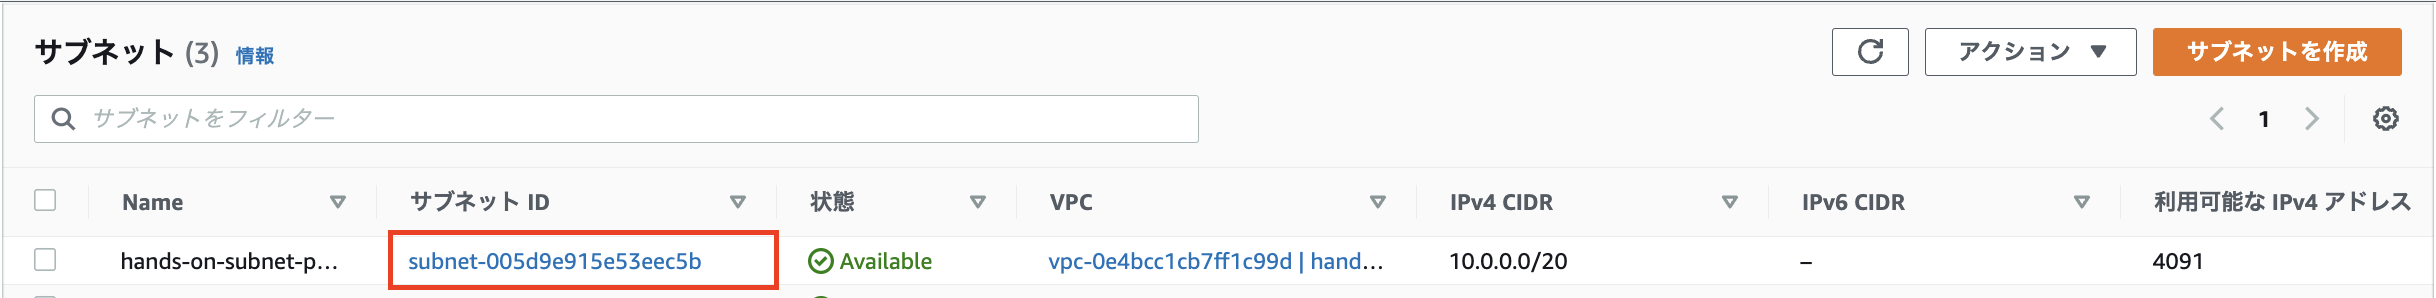 サブネット (3) 情報
アクション ▼
サブネットを作成
サブネットをフィルター
1
Name サブネット ID 状態 VPC IPv4 CIDR IPv6 CIDR 利用可能な IPv4 アドレス
hands-on-subnet-p... subnet-005d9e915e53eec5b Available vpc-0e4bcc1cb7ff1c99d | hand... 10.0.0.0/20 – 4091